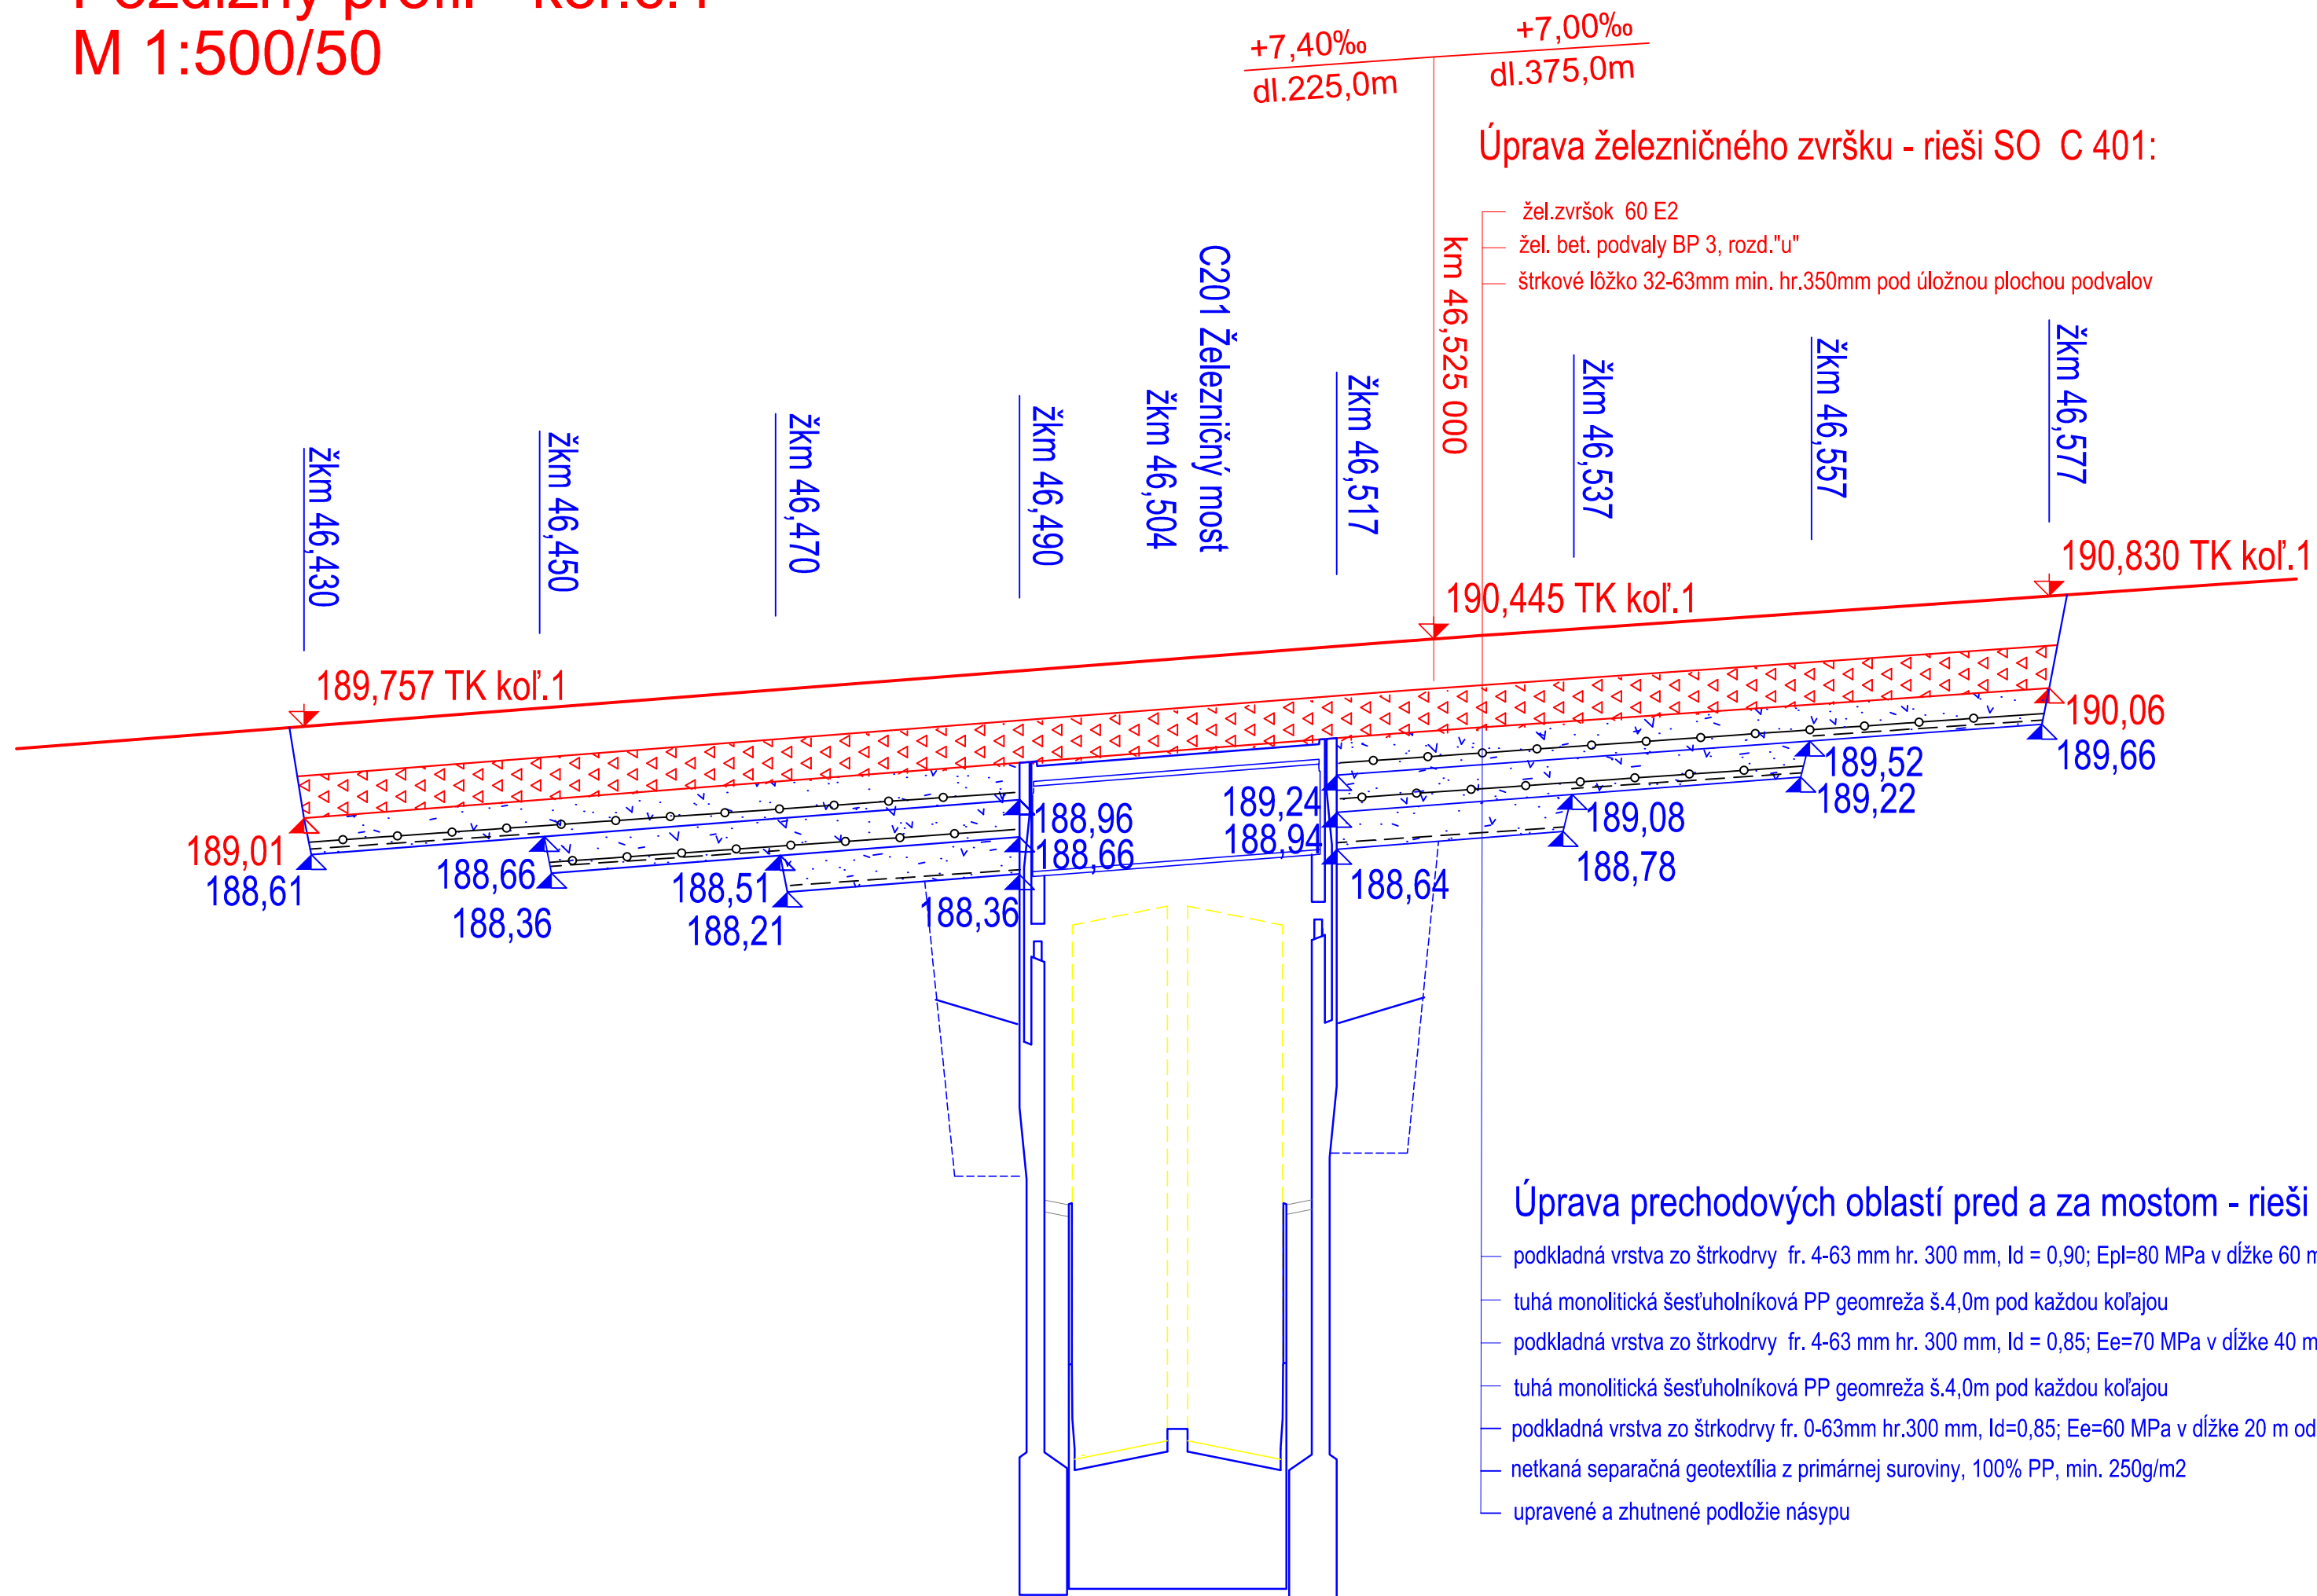 M 1:500/50
+7,40‰
+7,00‰
dl.225,0m
dl.375,0m
Úprava železničného zvršku - rieši SO C 401:
žel.zvršok 60 E2
žel. bet. podvaly BP 3, rozd."u"
štrkové lôžko 32-63mm min. hr.350mm pod úložnou plochou podvalov
km 46,525 000
žkm 46,430
žkm 46,450
žkm 46,470
žkm 46,490
žkm 46,504
C201 Železničný most
žkm 46,517
žkm 46,537
žkm 46,557
žkm 46,577
189,757 TK koľ.1
190,445 TK koľ.1
190,830 TK koľ.1
189,01
188,61
188,66
188,36
188,51
188,21
188,96
188,66
188,36
189,24
188,94
188,64
189,08
188,78
189,52
189,22
190,06
189,66
Úprava prechodových oblastí pred a za mostom - rieši
podkladná vrstva zo štrkodrvy fr. 4-63 mm hr. 300 mm, Id = 0,90; Epl=80 MPa v dĺžke 60 m
tuhá monolitická šesťuholníková PP geomreža š.4,0m pod každou koľajou
podkladná vrstva zo štrkodrvy fr. 4-63 mm hr. 300 mm, Id = 0,85; Ee=70 MPa v dĺžke 40 m
tuhá monolitická šesťuholníková PP geomreža š.4,0m pod každou koľajou
podkladná vrstva zo štrkodrvy fr. 0-63mm hr.300 mm, Id=0,85; Ee=60 MPa v dĺžke 20 m od
netkaná separačná geotextília z primárnej suroviny, 100% PP, min. 250g/m2
upravené a zhutnené podložie násypu